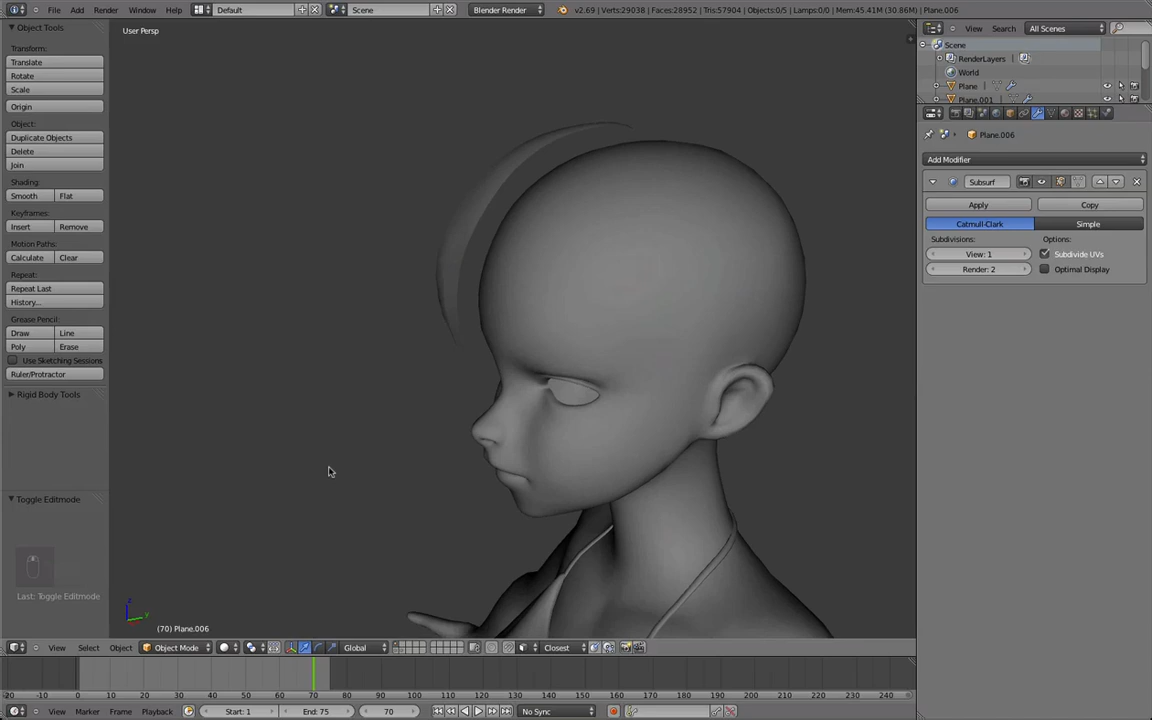 File Add Render Window Help Default Scene Blender Render v2.69 | Verts:29038 | Faces:28952 | Tris:57904 | Objects:0/5 | Lamps:0/0 | Mem:45.41M (30.86M) | Plane.006
Object Tools
Transform:
Translate
Rotate
Scale
Origin
Object:
Duplicate Objects
Delete
Join
Shading:
Smooth Flat
Keyframes:
Insert Remove
Motion Paths:
Calculate Clear
Repeat:
Repeat Last
History...
Grease Pencil:
Draw Line
Poly Erase
Use Sketching Sessions
Ruler/Protractor
Rigid Body Tools
Toggle Editmode
Last: Toggle Editmode
User Persp
z
y
(70) Plane.006
View Search All Scenes
Scene
RenderLayers
World
Plane
Plane.001
Plane.006
Add Modifier
Subsurf
Apply Copy
Catmull-Clark Simple
Subdivisions: Options:
View: 1 Subdivide UVs
Render: 2 Optimal Display
View Select Object Object Mode Global Closest
-20 -10 0 10 20 30 40 50 60 70 80 90 100 110 120 130 140 150 160 170 180 190 200 210 220 230 240
View Marker Frame Playback Start: 1 End: 75 70 No Sync